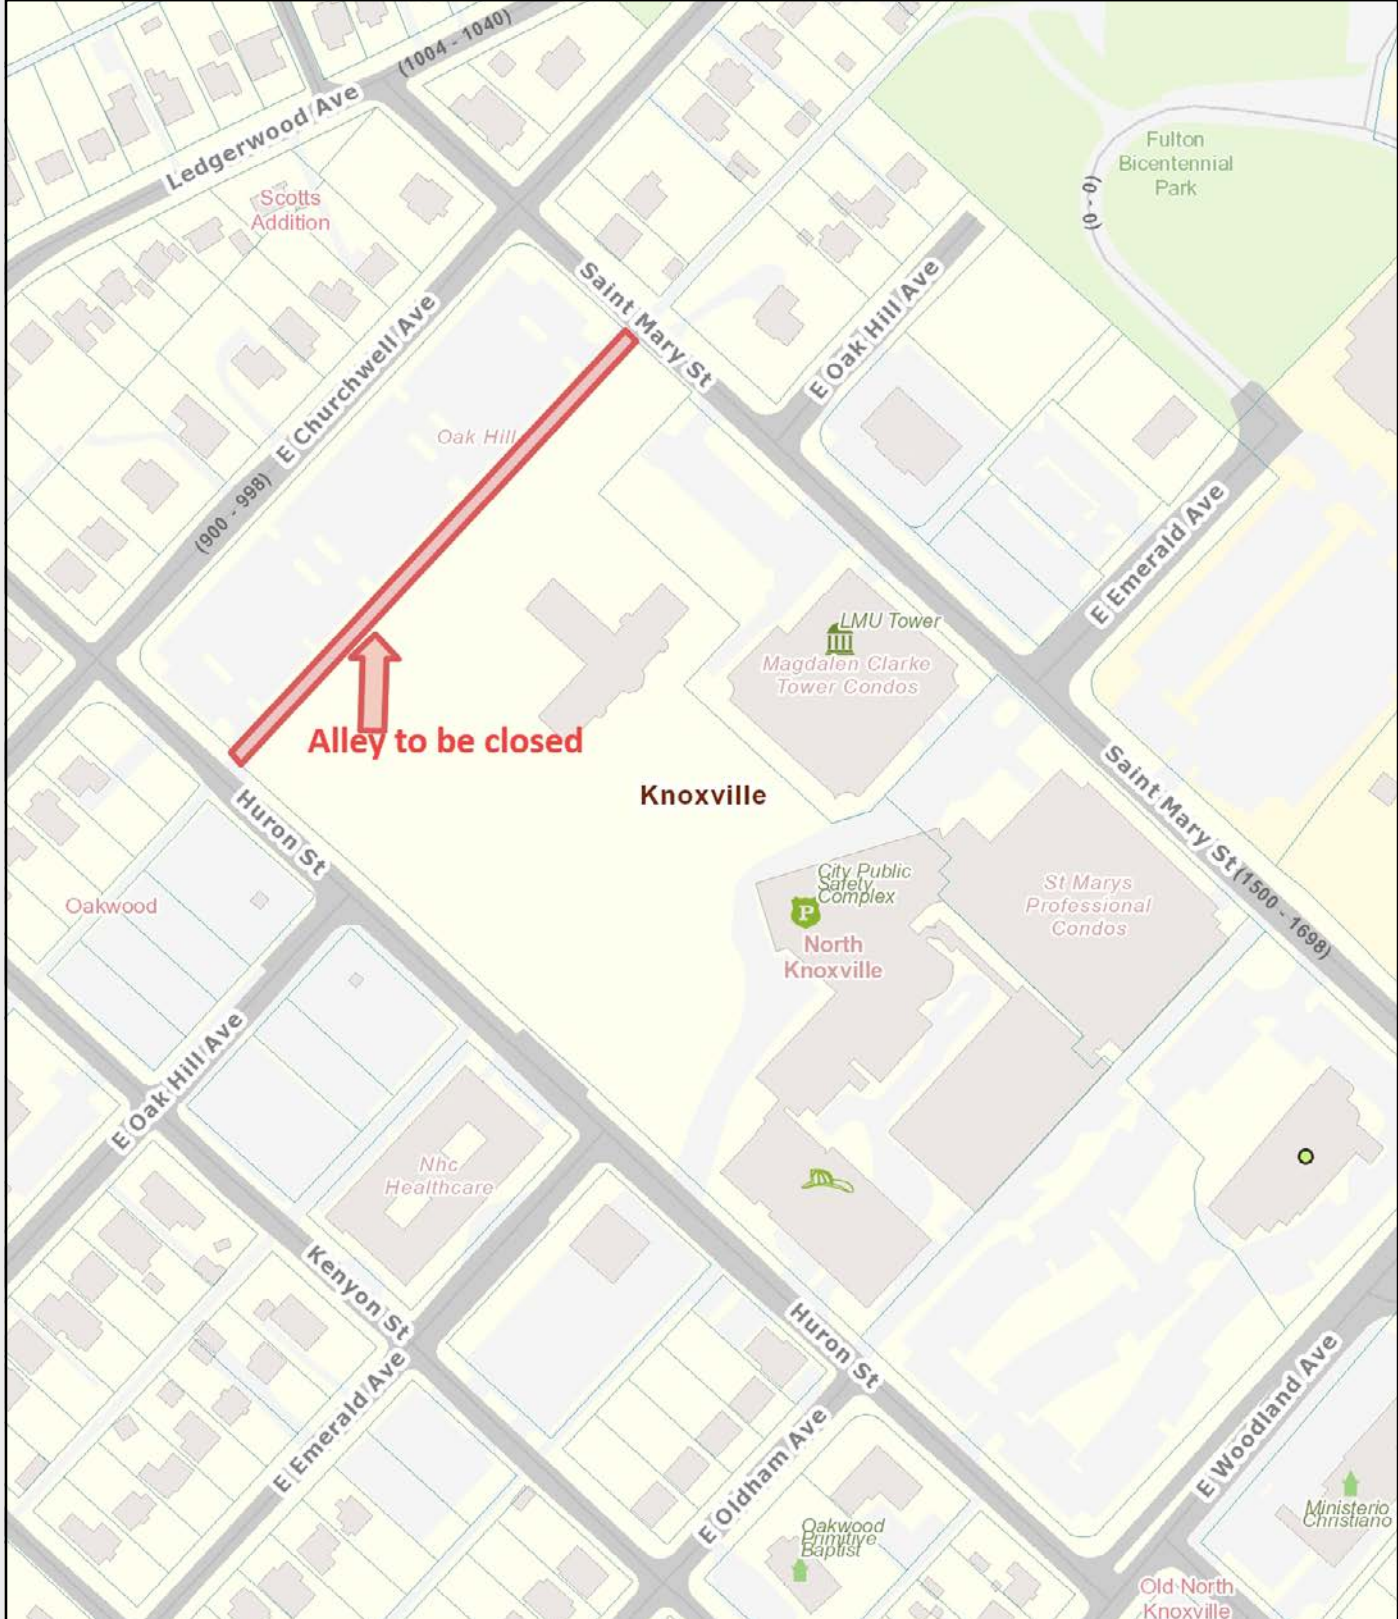 (1004 - 1040)
Ledgerwood Ave
Fulton
Bicentennial
Park
(0 - 0)
Scotts
Addition
Saint Mary St
E Oak Hill Ave
E Churchwell Ave
Oak Hill
(900 - 998)
E Emerald Ave
LMU Tower
Magdalen Clarke
Tower Condos
Alley to be closed
Knoxville
Saint Mary St
(1500 - 1698)
Huron St
City Public
Safety
Complex
P
St Marys
Professional
Condos
Oakwood
North
Knoxville
E Oak Hill Ave
Nhc
Healthcare
Kenyon St
Huron St
E Emerald Ave
E Woodland Ave
E Oldham Ave
Ministerio
Christiano
Oakwood
Primitive
Baptist
Old North
Knoxville